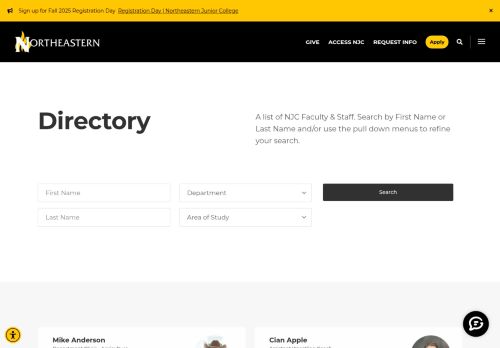 Sign up for Fall 2025 Registration Day Registration Day | Northeastern Junior College
×
NORTHEASTERN
GIVE ACCESS NJC REQUEST INFO Apply
Directory
A list of NJC Faculty & Staff. Search by First Name or
Last Name and/or use the pull down menus to refine
your search.
First Name
Department
Search
Last Name
Area of Study
Mike Anderson
Cian Apple